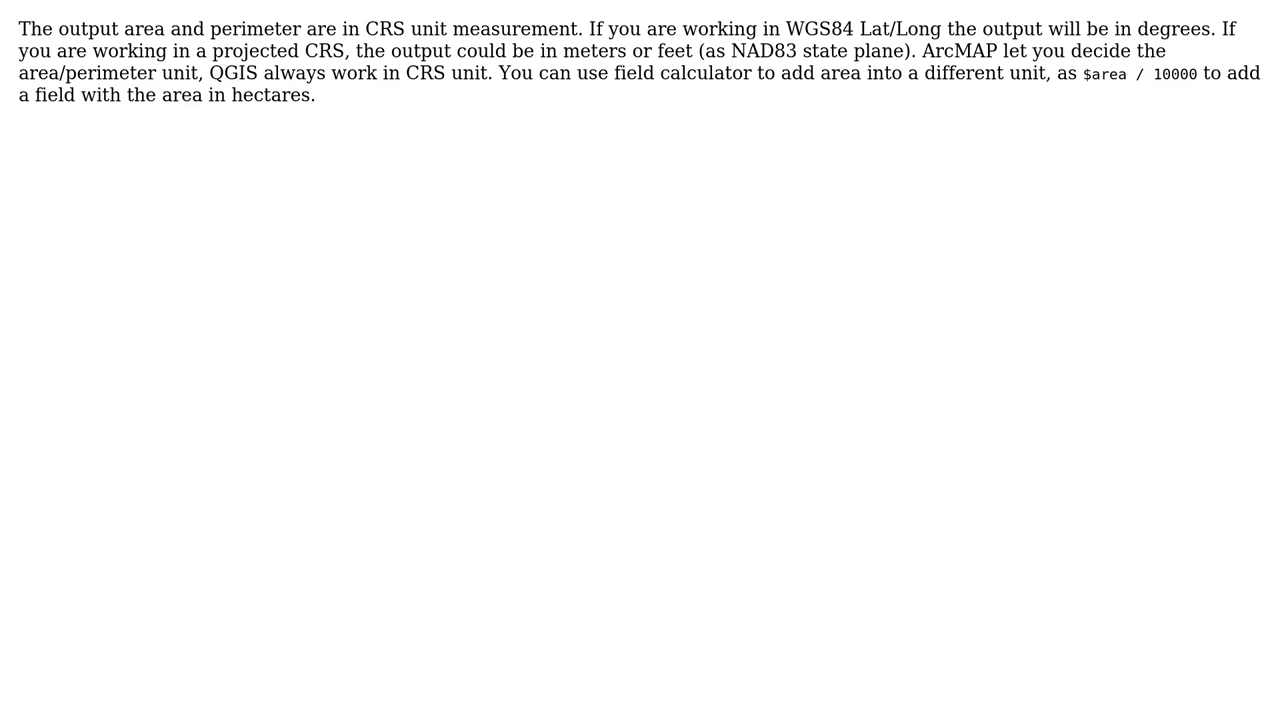 The output area and perimeter are in CRS unit measurement. If you are working in WGS84 Lat/Long the output will be in degrees. If
you are working in a projected CRS, the output could be in meters or feet (as NAD83 state plane). ArcMAP let you decide the
area/perimeter unit, QGIS always work in CRS unit. You can use field calculator to add area into a different unit, as $area / 10000 to add
a field with the area in hectares.